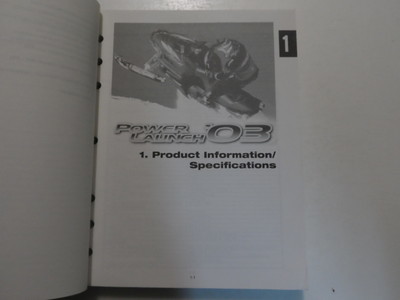 1
POWER
LAUNCH '03
1. Product Information/
Specifications